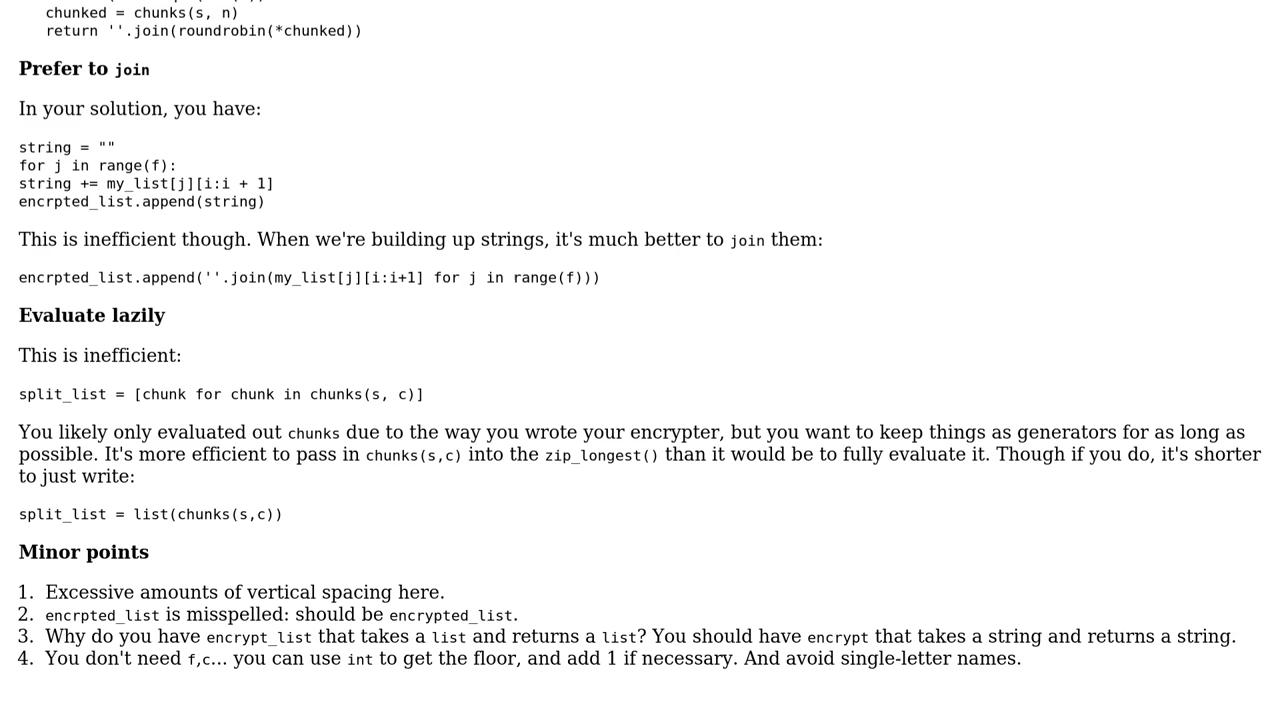 chunked = chunks(s, n)
return ''.join(roundrobin(*chunked))
Prefer to join
In your solution, you have:
string = ""
for j in range(f):
string += my_list[j][i:i + 1]
encrpted_list.append(string)
This is inefficient though. When we're building up strings, it's much better to join them:
encrpted_list.append(''.join(my_list[j][i:i+1] for j in range(f)))
Evaluate lazily
This is inefficient:
split_list = [chunk for chunk in chunks(s, c)]
You likely only evaluated out chunks due to the way you wrote your encrypter, but you want to keep things as generators for as long as
possible. It's more efficient to pass in chunks(s,c) into the zip_longest() than it would be to fully evaluate it. Though if you do, it's shorter
to just write:
split_list = list(chunks(s,c))
Minor points
1. Excessive amounts of vertical spacing here.
2. encrpted_list is misspelled: should be encrypted_list.
3. Why do you have encrypt_list that takes a list and returns a list? You should have encrypt that takes a string and returns a string.
4. You don't need f,c... you can use int to get the floor, and add 1 if necessary. And avoid single-letter names.